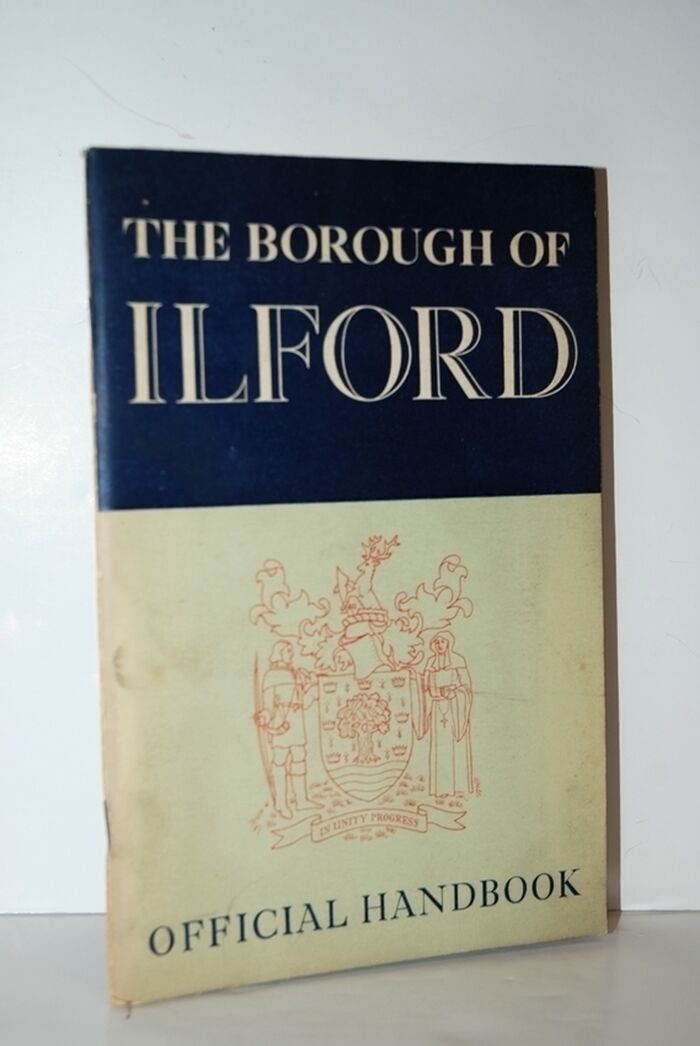 THE BOROUGH OF
ILFORD
IN UNITY PROGRESS
OFFICIAL HANDBOOK